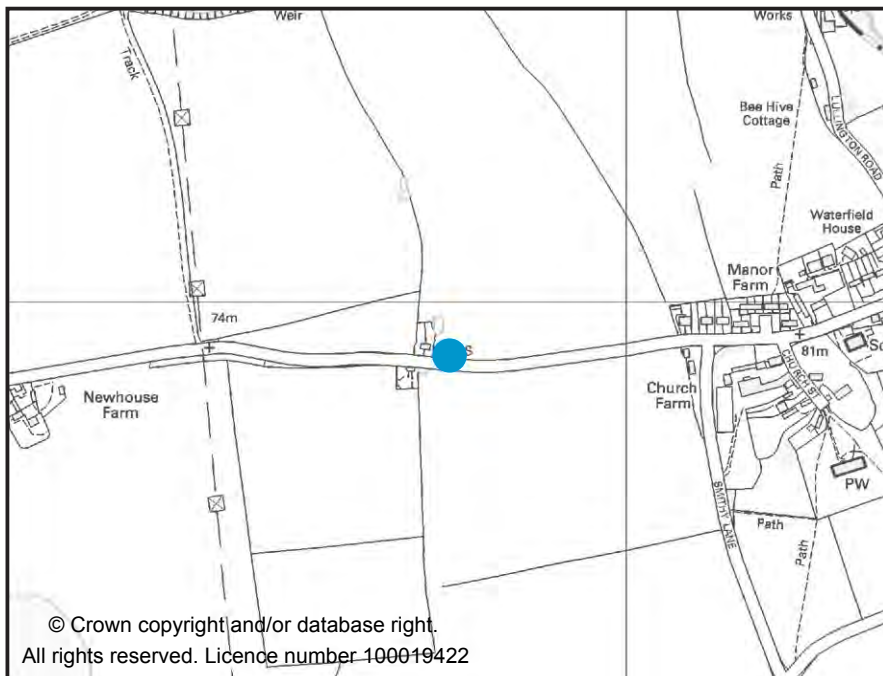 Weir
Works
Track
Bee Hive
Cottage
LULLINGTON ROAD
Path
Waterfield
House
Manor
Farm
74m
81m
Newhouse
Farm
Church
Farm
CHURCH S
PW
SMITHY LANE
Path
Path
© Crown copyright and/or database right.
All rights reserved. Licence number 100019422